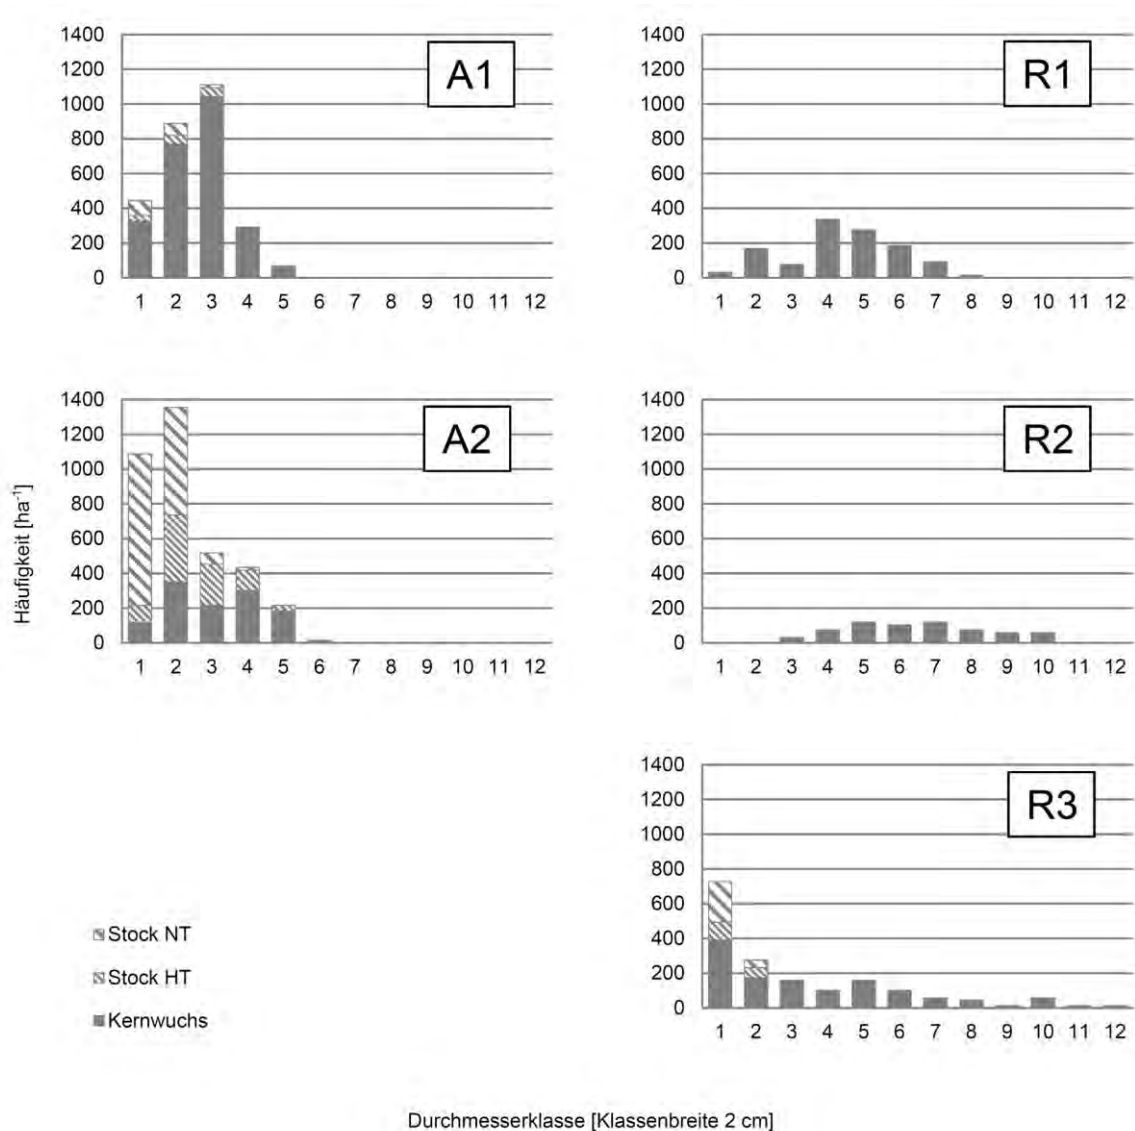 1400
1200
1000
800
600
400
200
0
A1
1 2 3 4 5 6 7 8 9 10 11 12
1400
1200
1000
800
600
400
200
0
R1
1 2 3 4 5 6 7 8 9 10 11 12
Häufigkeit [ha⁻¹]
1400
1200
1000
800
600
400
200
0
A2
1 2 3 4 5 6 7 8 9 10 11 12
1400
1200
1000
800
600
400
200
0
R2
1 2 3 4 5 6 7 8 9 10 11 12
1400
1200
1000
800
600
400
200
0
R3
1 2 3 4 5 6 7 8 9 10 11 12
Stock NT
Stock HT
Kernwuchs
Durchmesserklasse [Klassenbreite 2 cm]